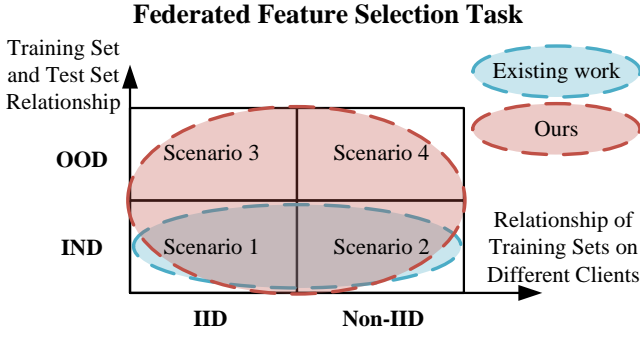 Federated Feature Selection Task
Training Set
and Test Set
Relationship
Existing work
Ours
OOD
Scenario 3
Scenario 4
IND
Scenario 1
Scenario 2
Relationship of
Training Sets on
Different Clients
IID
Non-IID